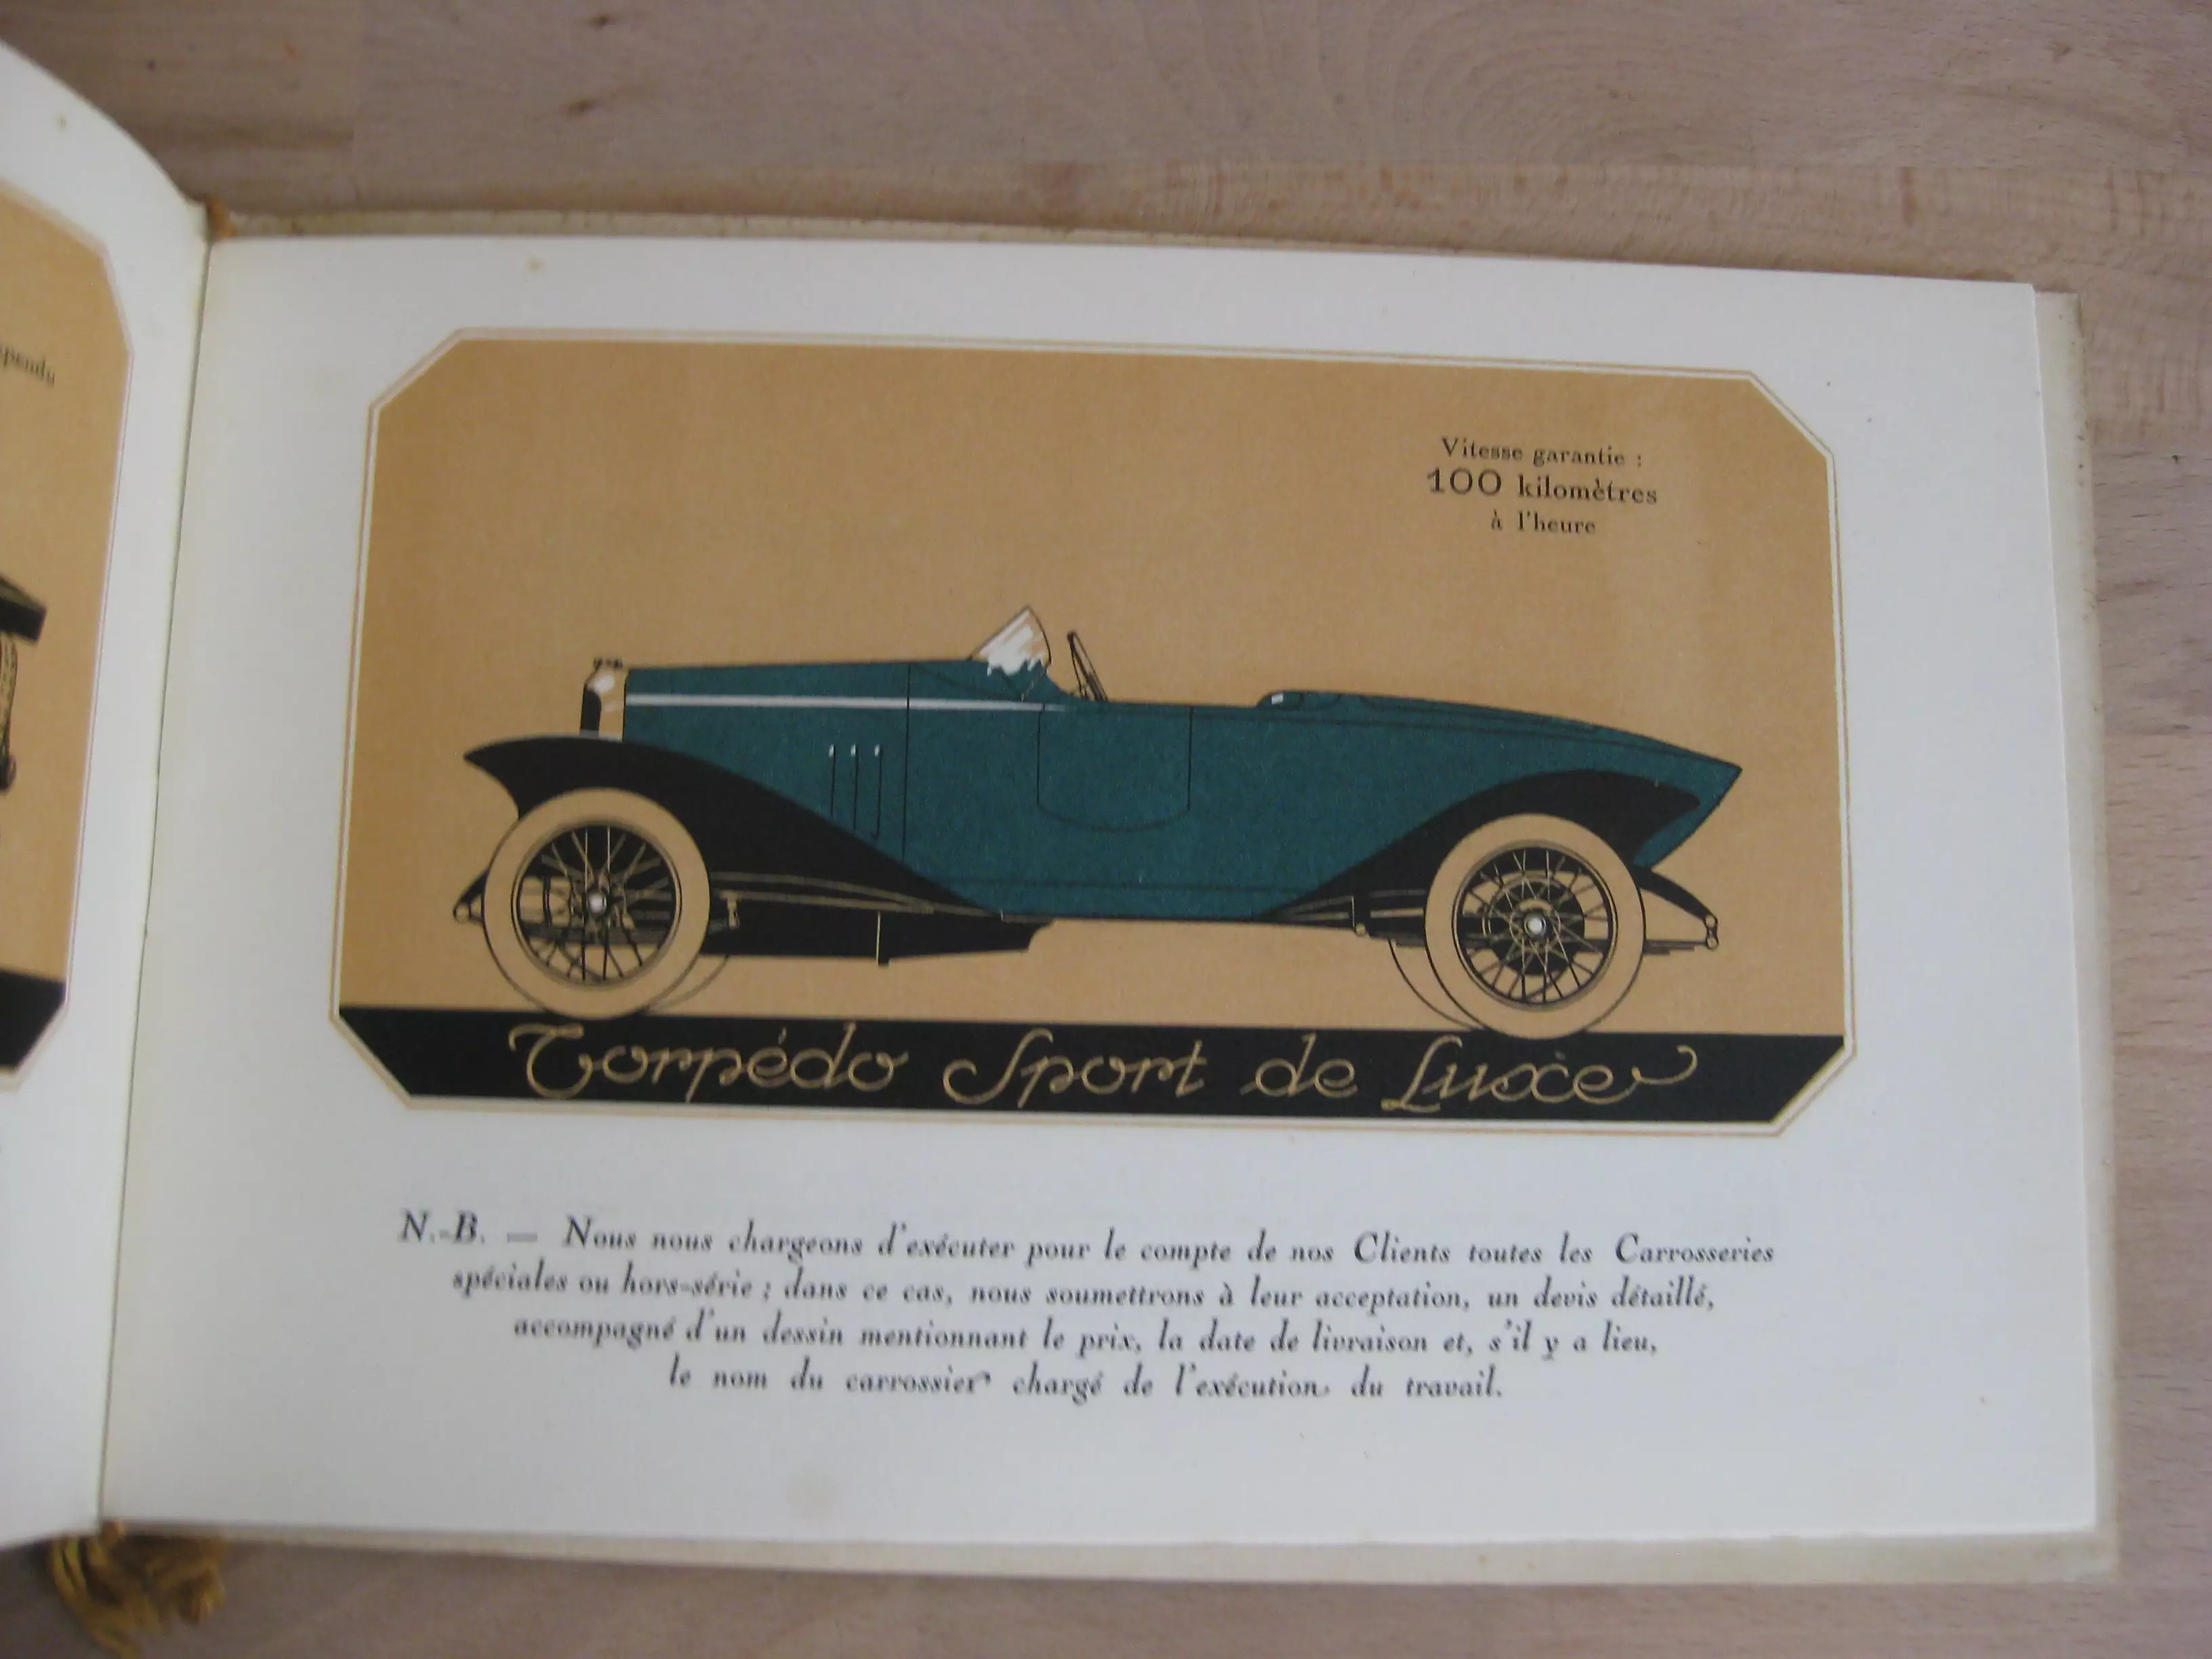 Vitesse garantie :
100 kilomètres
à l'heure
Torpédo Sport de Luxe
N.-B. — Nous nous chargeons d'exécuter pour le compte de nos Clients toutes les Carrosseries
spéciales ou hors-série ; dans ce cas, nous soumettrons à leur acceptation, un devis détaillé,
accompagné d'un dessin mentionnant le prix, la date de livraison et, s'il y a lieu,
le nom du carrossier chargé de l'exécution du travail.